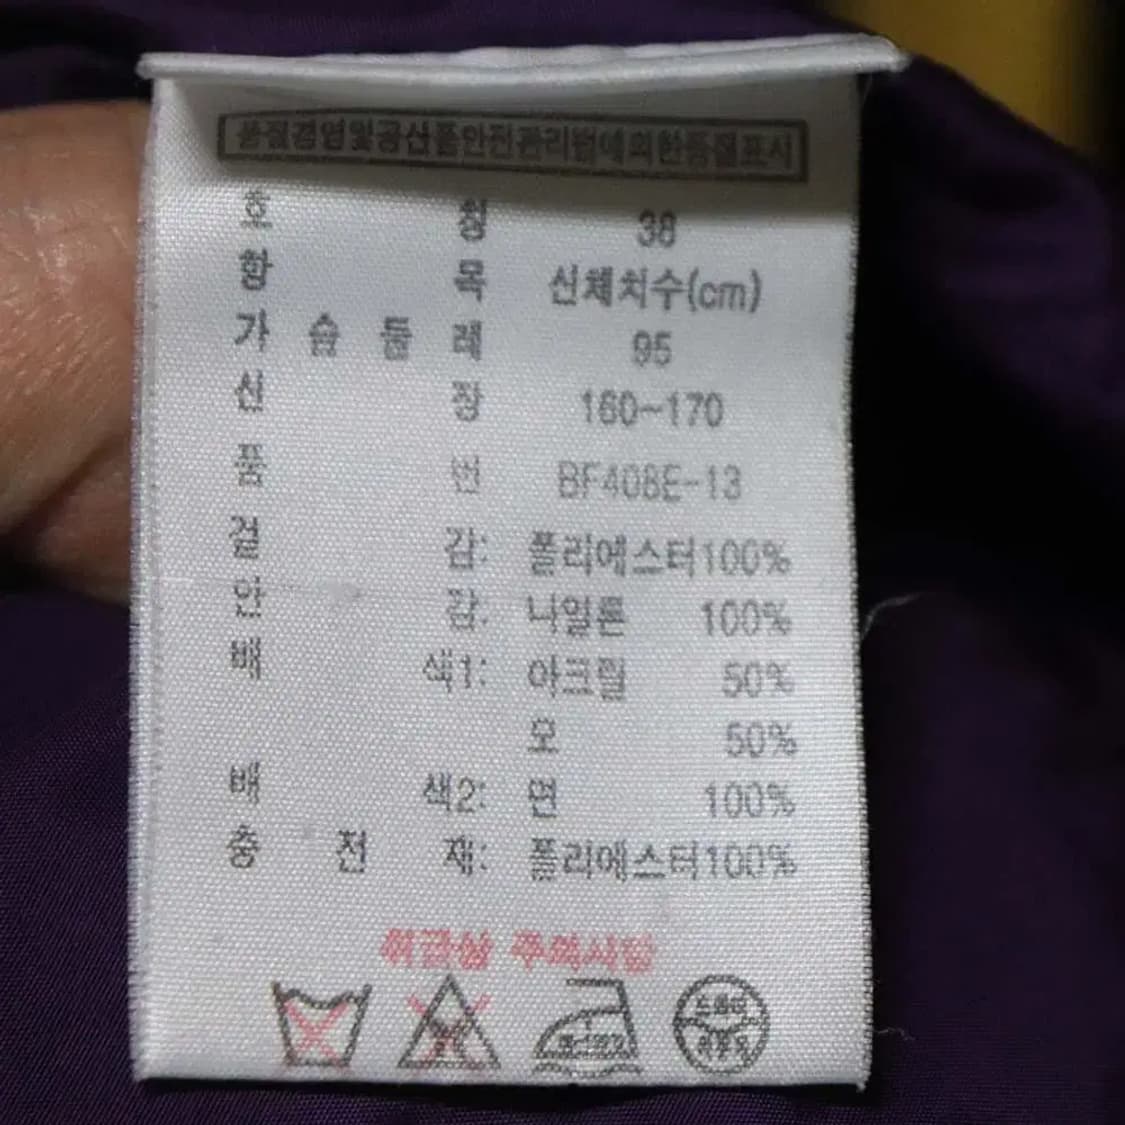 품질경영및공산품안전관리법에의한품질표시
호 칭 38
항 목 신체치수(cm)
가 슴 둘 레 95
신 장 160~170
품 번 BF408E-13
겉 감: 폴리에스터100%
안 감: 나일론 100%
배 색1: 아크릴 50%
모 50%
배 색2: 면 100%
충 전 재: 폴리에스터100%
취급상 주의사항
드라이